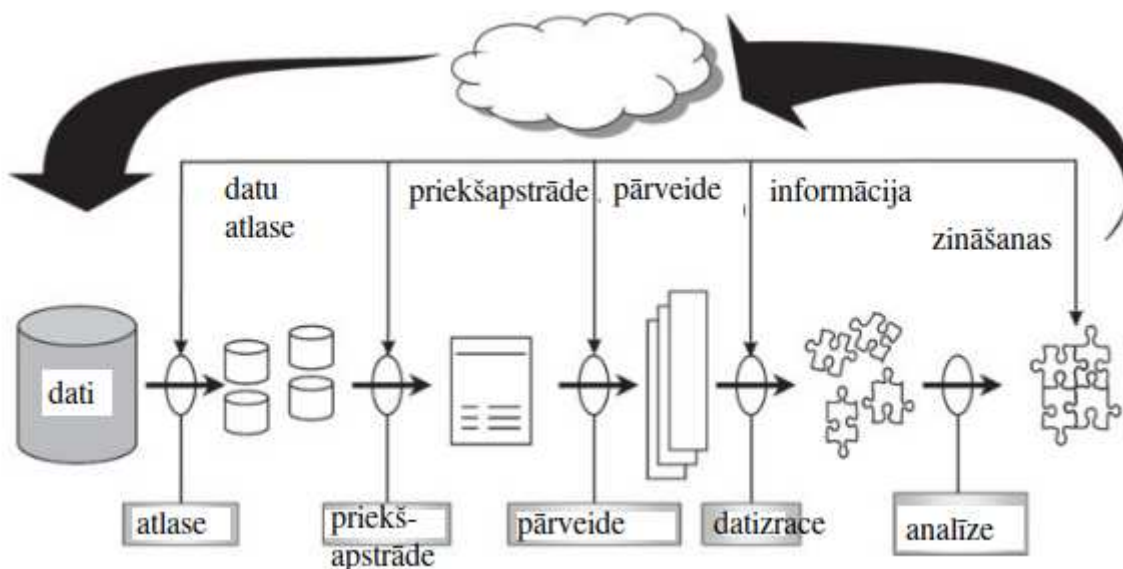 datu
atlase
priekšapstrāde
pārveide
informācija
zināšanas
dati
atlase
priekš-
apstrāde
pārveide
datizrace
analīze